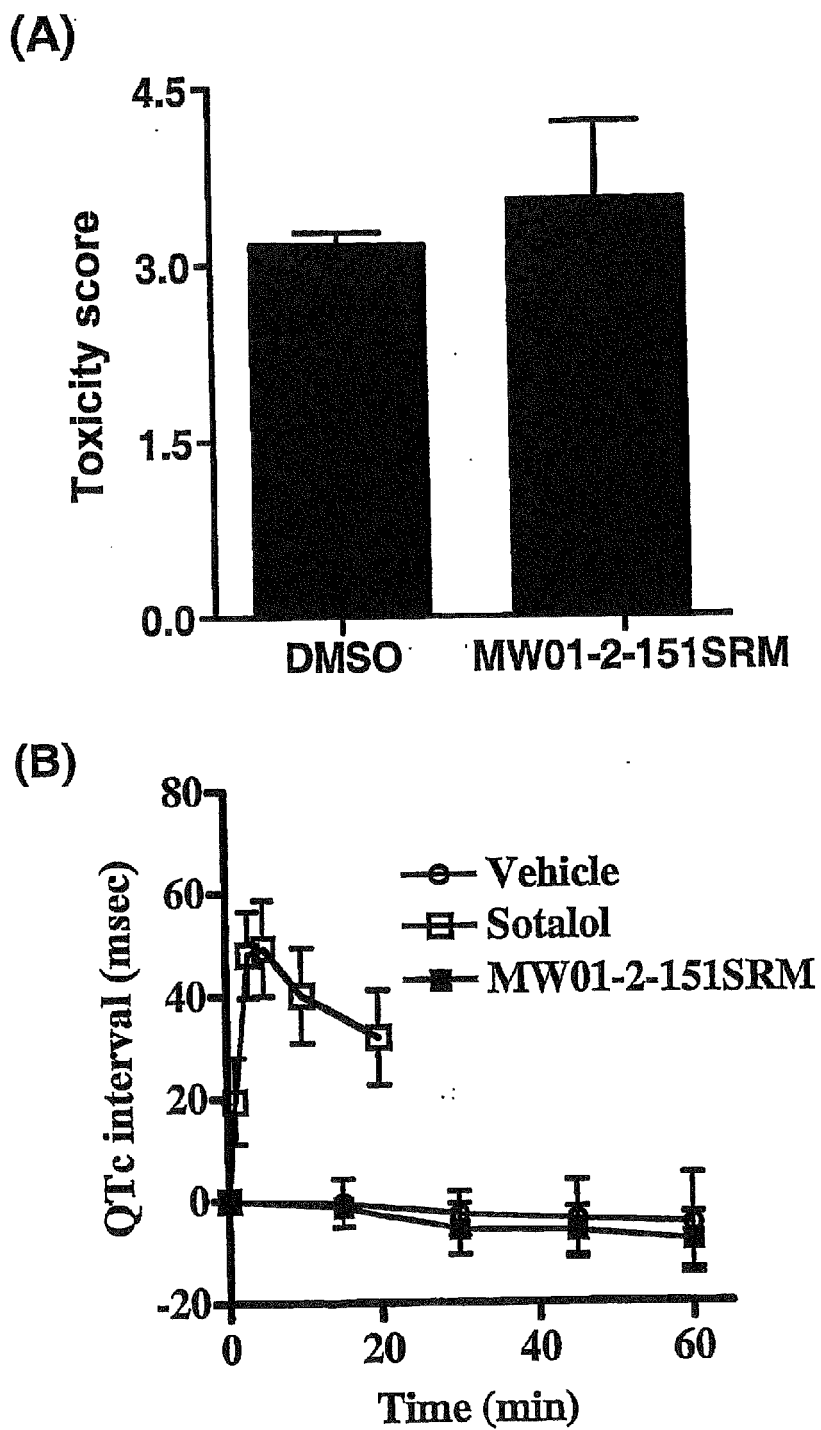 (A)
4.5
3.0
1.5
0.0
Toxicity score
DMSO
MW01-2-151SRM
(B)
80
60
40
20
0
-20
QTc interval (msec)
Vehicle
Sotalol
MW01-2-151SRM
0
20
40
60
Time (min)